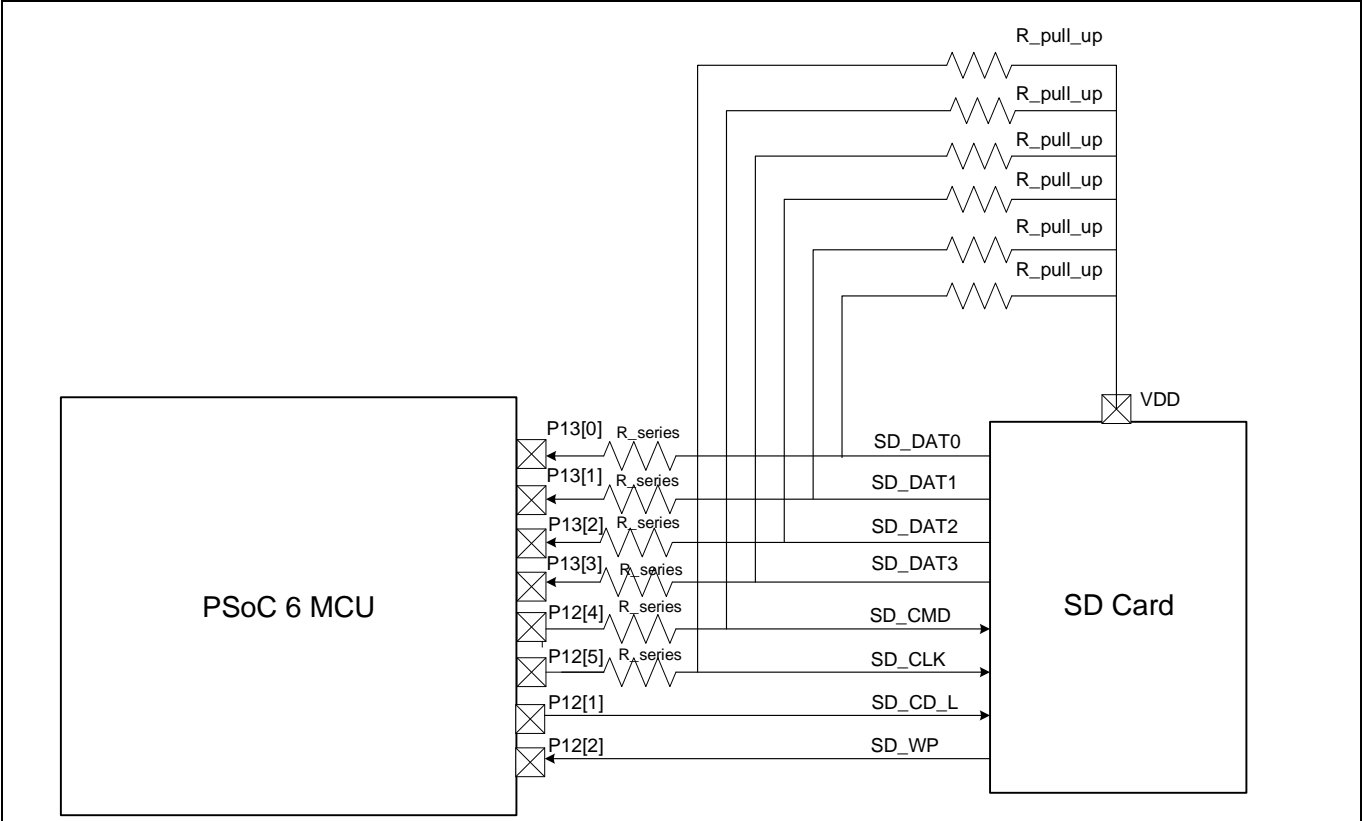 R_pull_up
R_pull_up
R_pull_up
R_pull_up
R_pull_up
R_pull_up
VDD
P13[0] R_series SD_DAT0
P13[1] R_series SD_DAT1
P13[2] R_series SD_DAT2
P13[3] R_series SD_DAT3
PSoC 6 MCU
SD Card
P12[4] R_series SD_CMD
P12[5] R_series SD_CLK
P12[1] SD_CD_L
P12[2] SD_WP